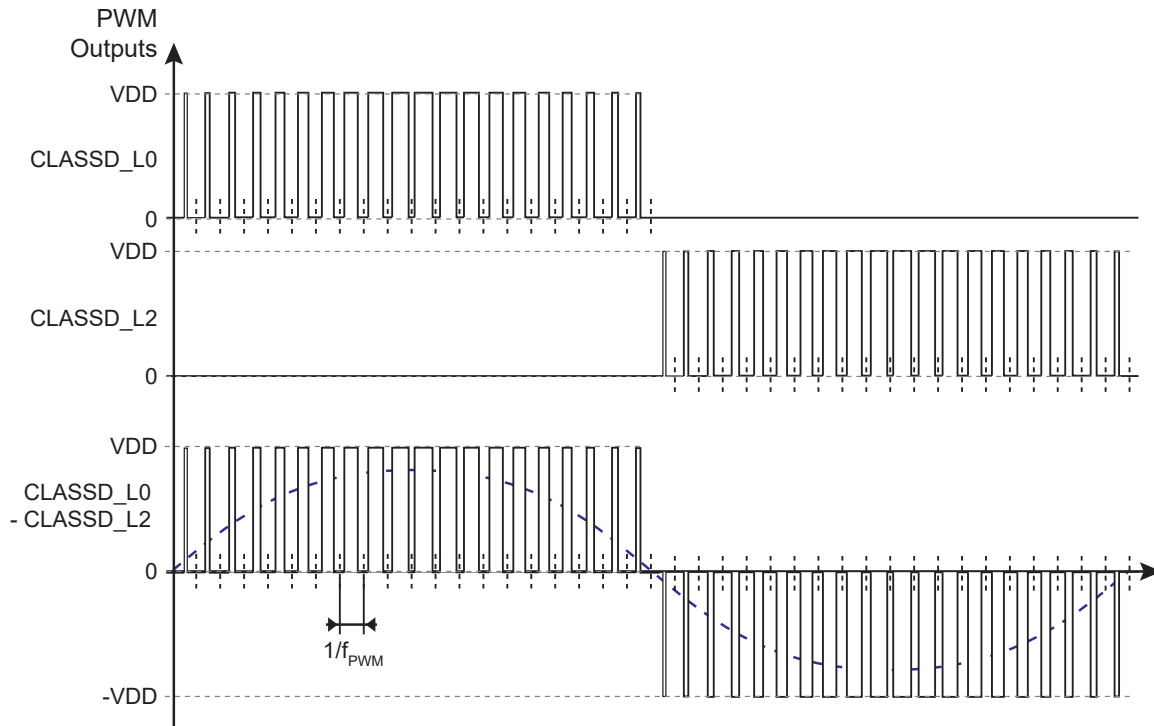 PWM
Outputs
VDD
CLASSD_L0
0
VDD
CLASSD_L2
0
VDD
CLASSD_L0
- CLASSD_L2
0
1/fPWM
-VDD